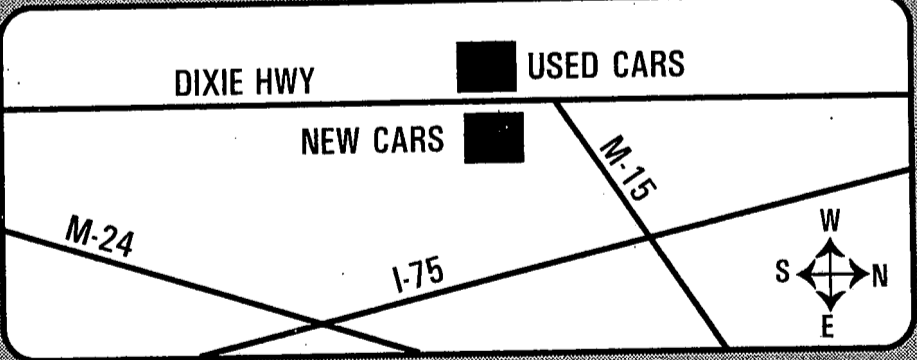 USED CARS
DIXIE HWY
NEW CARS
M-15
M-24
I-75
W
S N
E